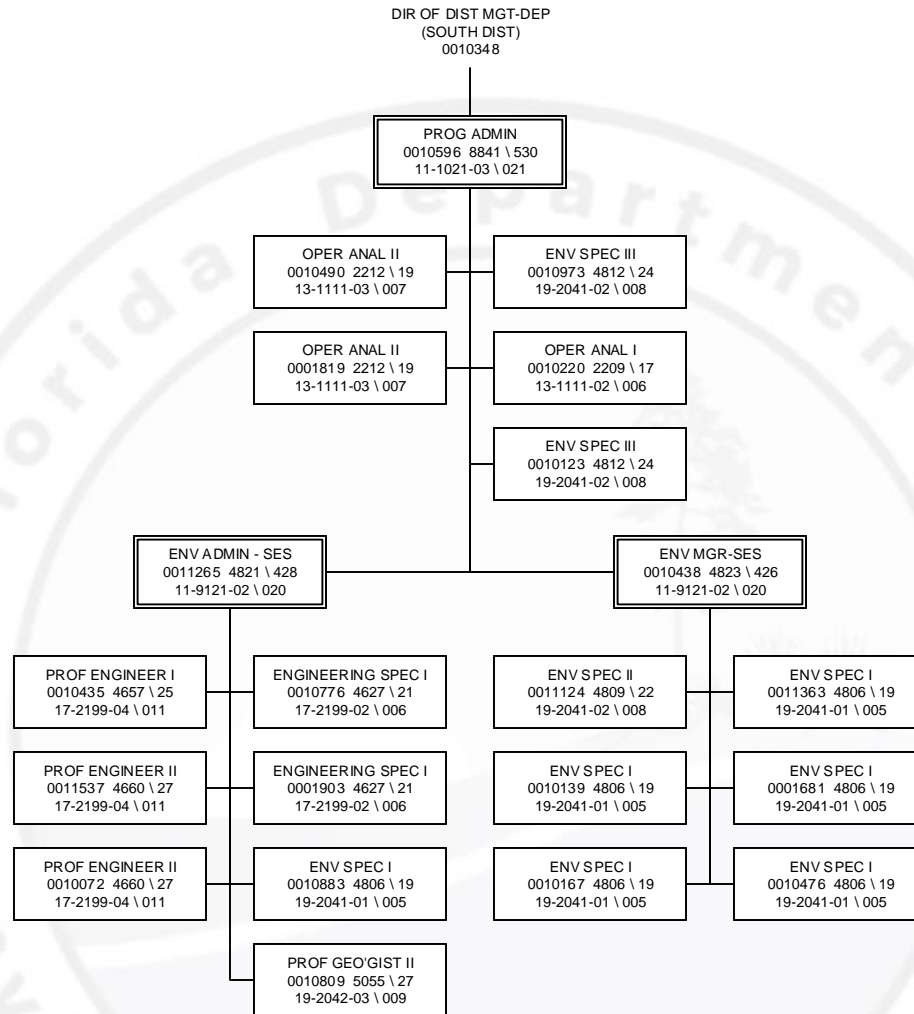 DIR OF DIST MGT-DEP
(SOUTH DIST)
0010348
PROG ADMIN
0010596 8841 \ 530
11-1021-03 \ 021
OPER ANAL II
0010490 2212 \ 19
13-1111-03 \ 007
ENV SPEC III
0010973 4812 \ 24
19-2041-02 \ 008
OPER ANAL II
0001819 2212 \ 19
13-1111-03 \ 007
OPER ANAL I
0010220 2209 \ 17
13-1111-02 \ 006
ENV SPEC III
0010123 4812 \ 24
19-2041-02 \ 008
ENV ADMIN - SES
0011265 4821 \ 428
11-9121-02 \ 020
ENV MGR-SES
0010438 4823 \ 426
11-9121-02 \ 020
PROF ENGINEER I
0010435 4657 \ 25
17-2199-04 \ 011
ENGINEERING SPEC I
0010776 4627 \ 21
17-2199-02 \ 006
ENV SPEC II
0011124 4809 \ 22
19-2041-02 \ 008
ENV SPEC I
0011363 4806 \ 19
19-2041-01 \ 005
PROF ENGINEER II
0011537 4660 \ 27
17-2199-04 \ 011
ENGINEERING SPEC I
0001903 4627 \ 21
17-2199-02 \ 006
ENV SPEC I
0010139 4806 \ 19
19-2041-01 \ 005
ENV SPEC I
0001681 4806 \ 19
19-2041-01 \ 005
PROF ENGINEER II
0010072 4660 \ 27
17-2199-04 \ 011
ENV SPEC I
0010883 4806 \ 19
19-2041-01 \ 005
ENV SPEC I
0010167 4806 \ 19
19-2041-01 \ 005
ENV SPEC I
0010476 4806 \ 19
19-2041-01 \ 005
PROF GEO'GIST II
0010809 5055 \ 27
19-2042-03 \ 009
orida Departmen